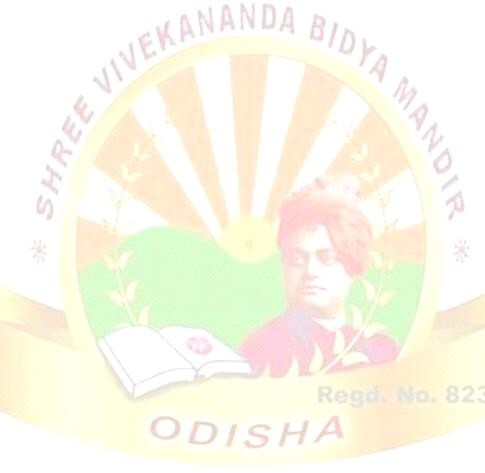 SHREE VIVEKANANDA BIDYA MANDIR
Regd. No. 823
ODISHA